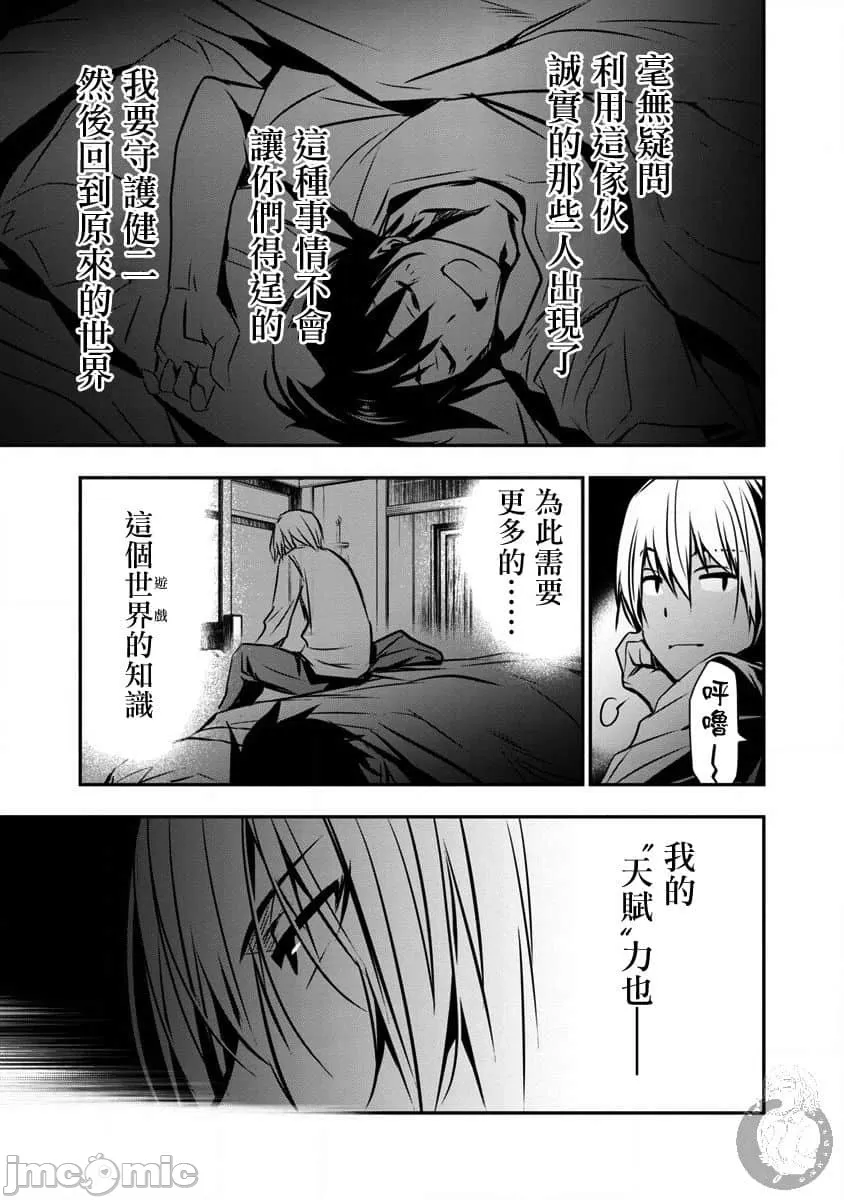 毫無疑問
利用這傢伙
誠實的那些人出現了
這種事情不會
讓你們得逞的
我要守護健二
然後回到原來的世界
呼嚕~
為此需要
更多的……
這個世界的知識
遊戲
我的
〝天賦〞力也——
jmcomic